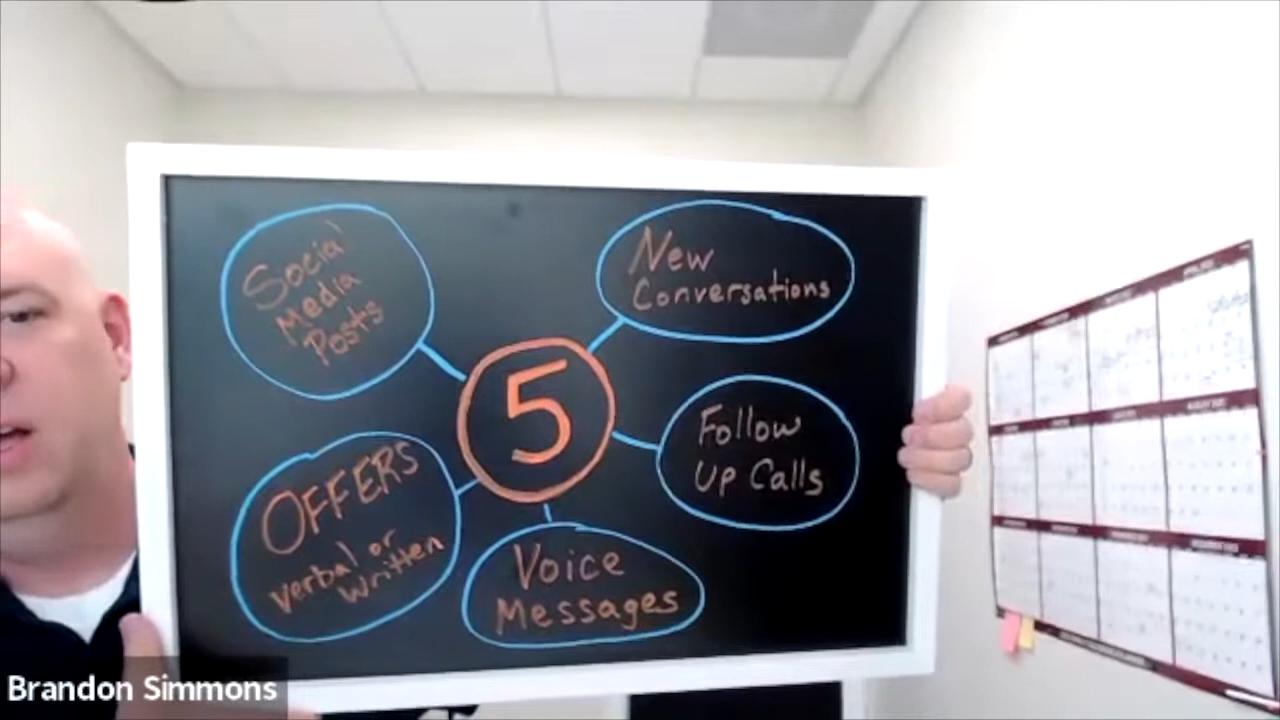 Social
Media
Posts
New
Conversations
5
Follow
Up Calls
OFFERS
Verbal or
Written
Voice
Messages
Brandon Simmons